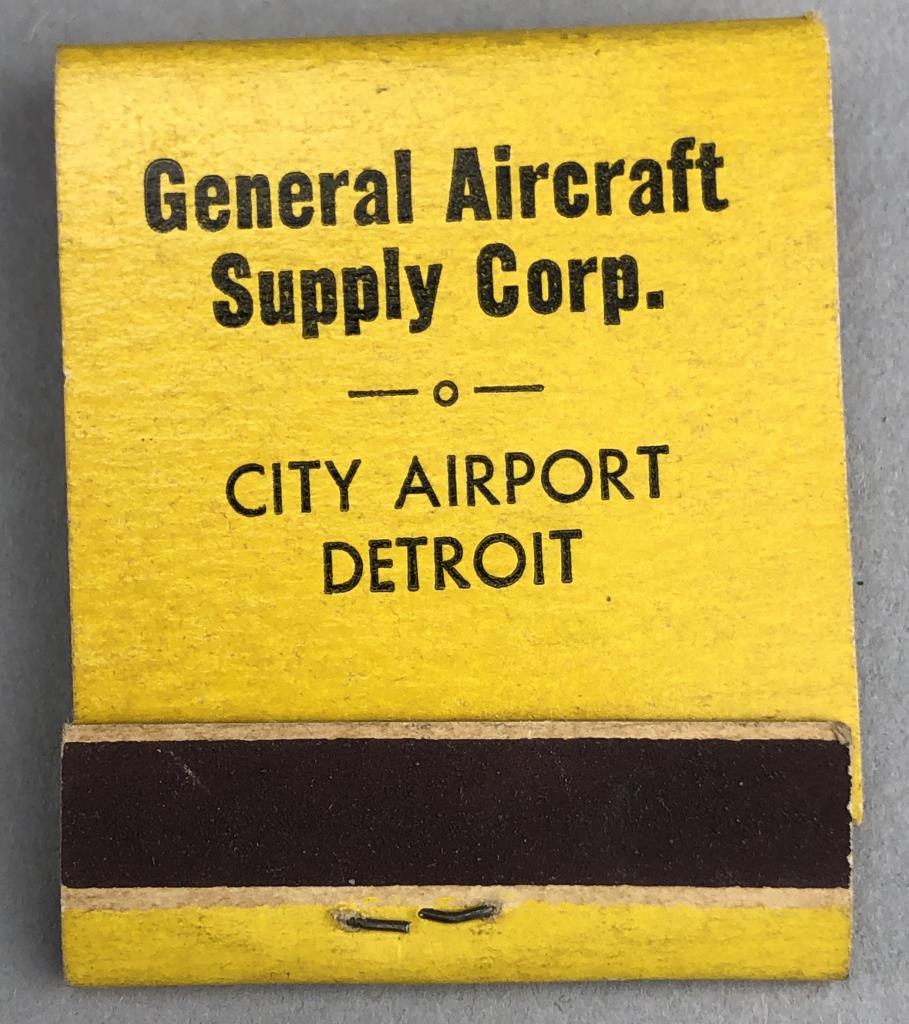 General Aircraft
Supply Corp.
CITY AIRPORT
DETROIT